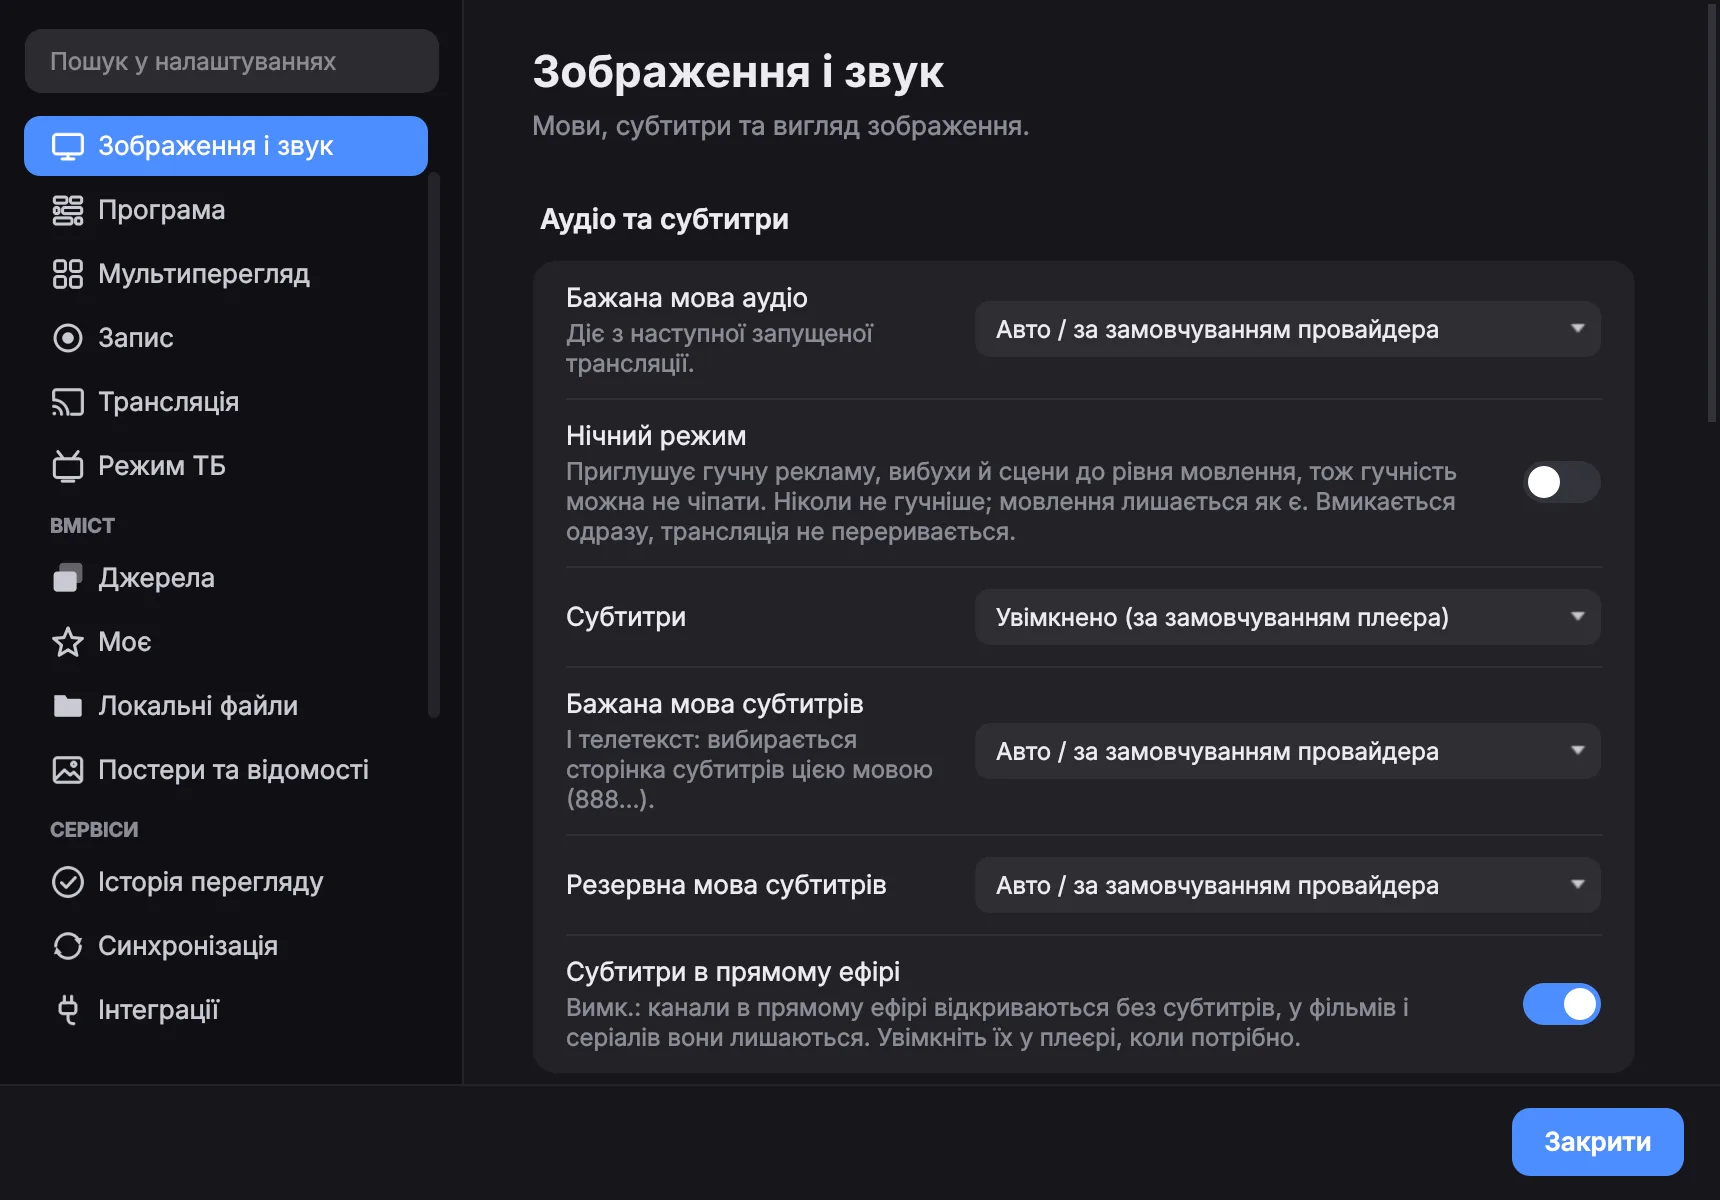 Пошук у налаштуваннях
Зображення і звук
Програма
Мультиперегляд
Запис
Трансляція
Режим ТБ
ВМІСТ
Джерела
Моє
Локальні файли
Постери та відомості
СЕРВІСИ
Історія перегляду
Синхронізація
Інтеграції
Зображення і звук
Мови, субтитри та вигляд зображення.
Аудіо та субтитри
Бажана мова аудіо
Діє з наступної запущеної
трансляції.
Авто / за замовчуванням провайдера
Нічний режим
Приглушує гучну рекламу, вибухи й сцени до рівня мовлення, тож гучність
можна не чіпати. Ніколи не гучніше; мовлення лишається як є. Вмикається
одразу, трансляція не переривається.
Субтитри
Увімкнено (за замовчуванням плеєра)
Бажана мова субтитрів
І телетекст: вибирається
сторінка субтитрів цією мовою
(888…).
Авто / за замовчуванням провайдера
Резервна мова субтитрів
Авто / за замовчуванням провайдера
Субтитри в прямому ефірі
Вимк.: канали в прямому ефірі відкриваються без субтитрів, у фільмів і
серіалів вони лишаються. Увімкніть їх у плеєрі, коли потрібно.
Закрити